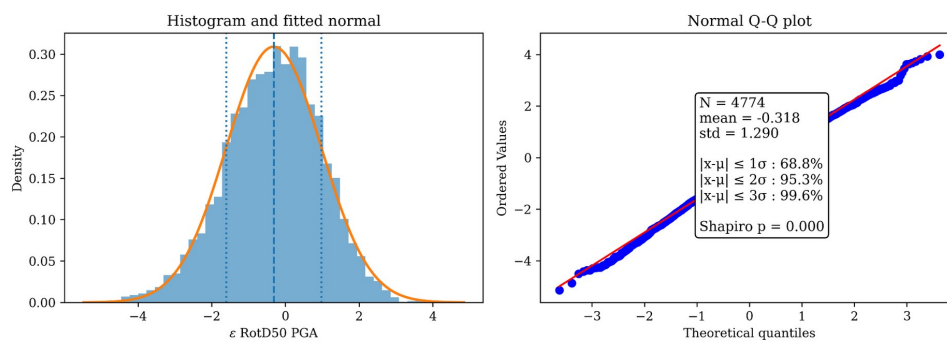 Histogram and fitted normal
0.30
0.25
0.20
0.15
0.10
0.05
0.00
Density
−4
−2
0
2
4
ε RotD50 PGA
Normal Q-Q plot
4
2
0
−2
−4
Ordered Values
N = 4774
mean = -0.318
std = 1.290
|x-μ| ≤ 1σ : 68.8%
|x-μ| ≤ 2σ : 95.3%
|x-μ| ≤ 3σ : 99.6%
Shapiro p = 0.000
−3
−2
−1
0
1
2
3
Theoretical quantiles